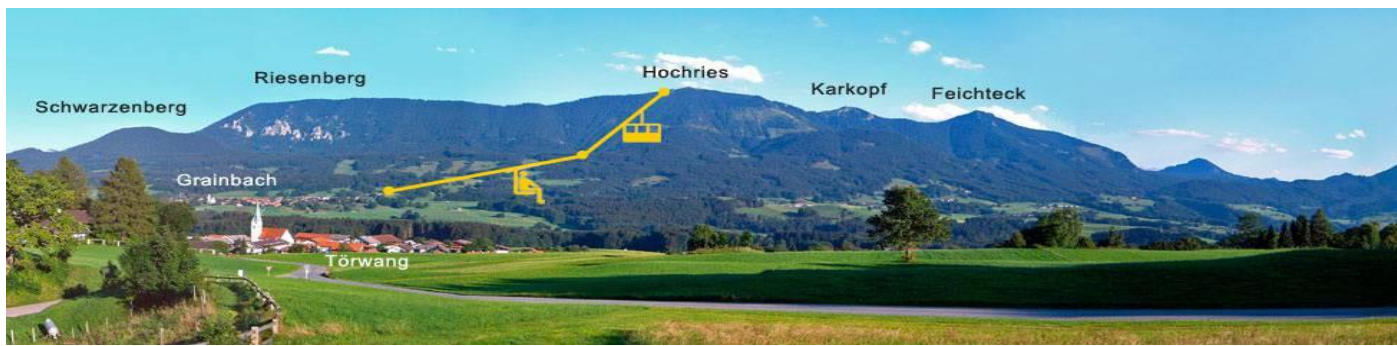 Schwarzenberg
Riesenberg
Hochries
Karkopf
Feichteck
Grainbach
Törwang